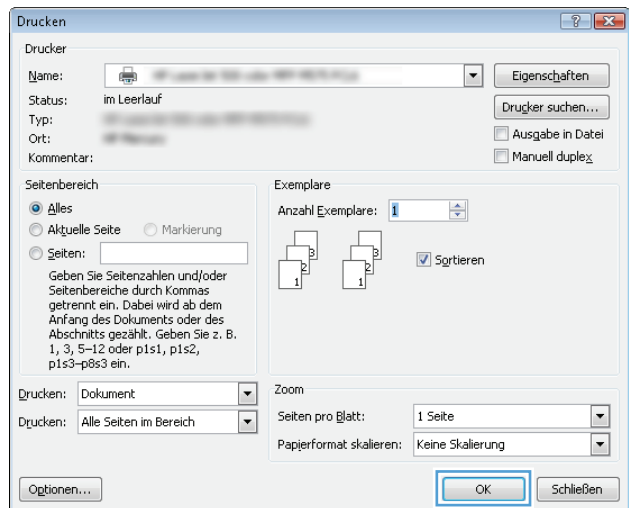 Drucken
Drucker
Name:
Eigenschaften
Status: im Leerlauf
Drucker suchen...
Typ:
Ort:
Ausgabe in Datei
Kommentar:
Manuell duplex
Seitenbereich
Alles
Aktuelle Seite Markierung
Seiten:
Geben Sie Seitenzahlen und/oder
Seitenbereiche durch Kommas
getrennt ein. Dabei wird ab dem
Anfang des Dokuments oder des
Abschnitts gezählt. Geben Sie z. B.
1, 3, 5–12 oder p1s1, p1s2,
p1s3–p8s3 ein.
Exemplare
Anzahl Exemplare: 1
3 3
2 2
1 1
Sortieren
Drucken: Dokument
Drucken: Alle Seiten im Bereich
Zoom
Seiten pro Blatt: 1 Seite
Papierformat skalieren: Keine Skalierung
Optionen...
OK
Schließen